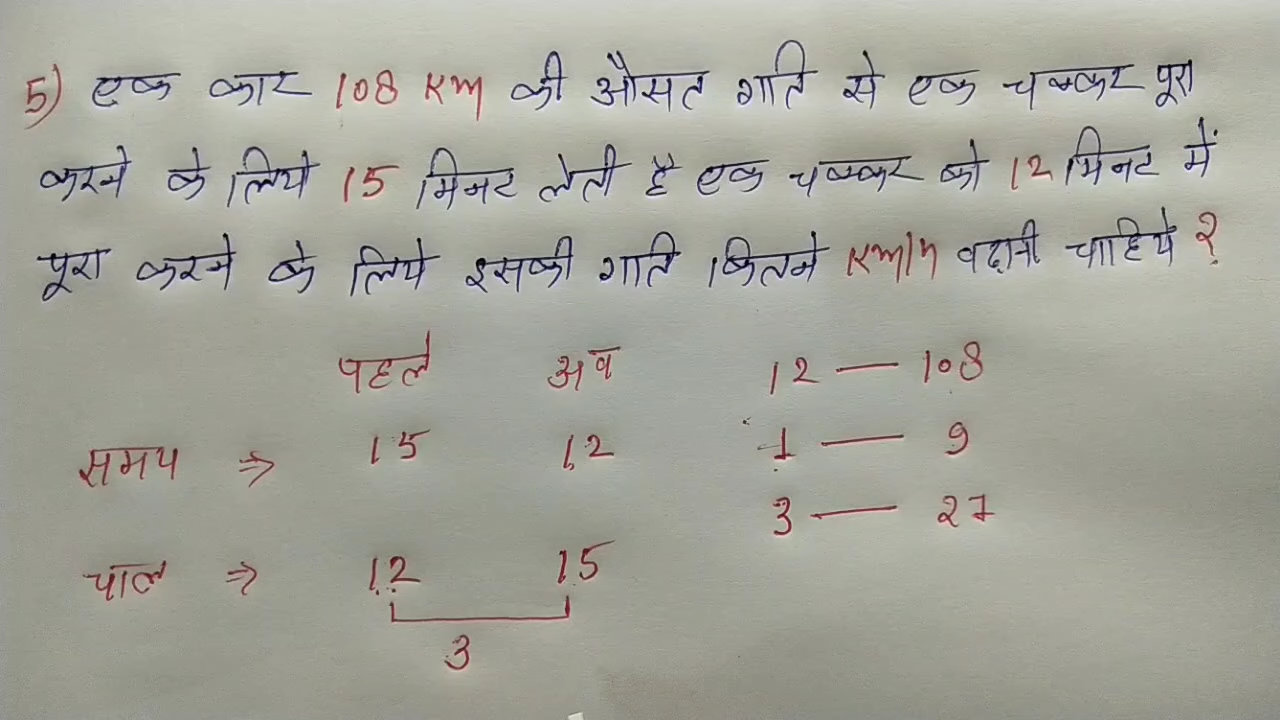 5) एक कार 108 Km की औसत गति से एक चक्कर पूरा
करने के लिये 15 मिनट लेती है एक चक्कर को 12 मिनट में
पूरा करने के लिये इसकी गति कितने Km/h बढानी चाहिये ?
पहले अब 12 — 108
समय ⇒ 15 12 1 — 9
3 — 27
चाल ⇒ 12 15
3